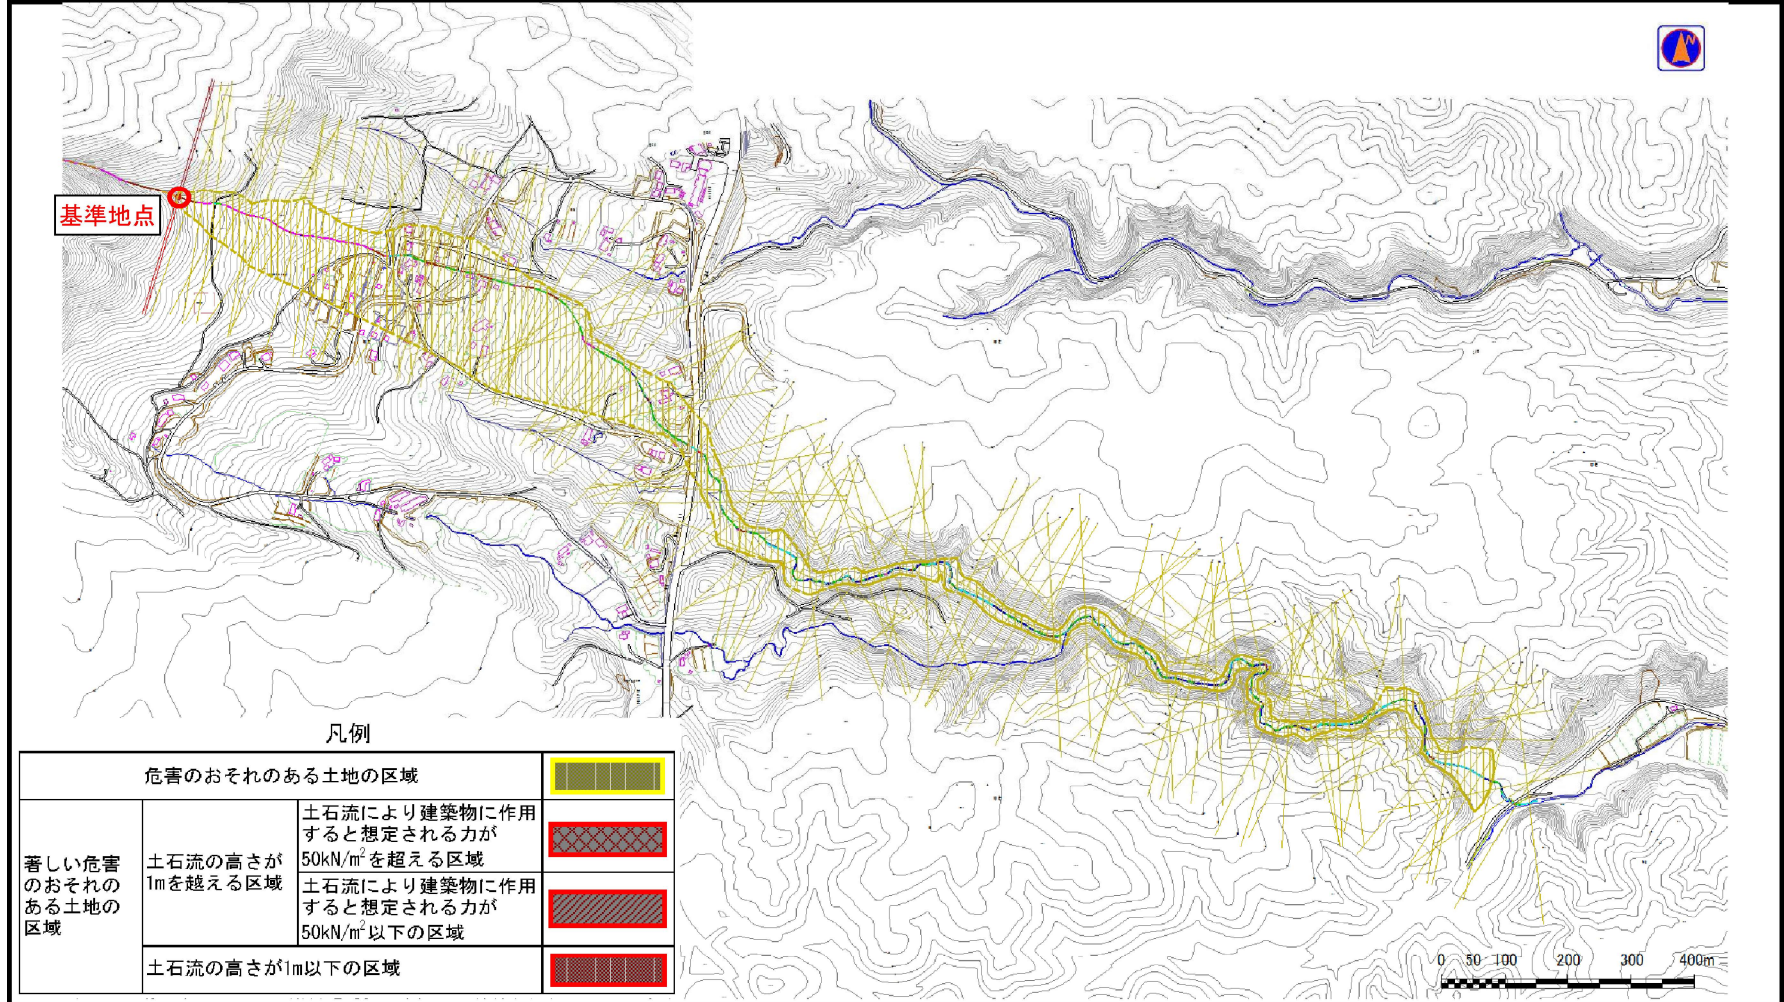 N
基準地点
凡例
危害のおそれのある土地の区域
著しい危害
のおそれの
ある土地の
区域
土石流の高さが
1mを越える区域
土石流により建築物に作用
すると想定される力が
50kN/m²を超える区域
土石流により建築物に作用
すると想定される力が
50kN/m²以下の区域
土石流の高さが1m以下の区域
0 50 100 200 300 400m